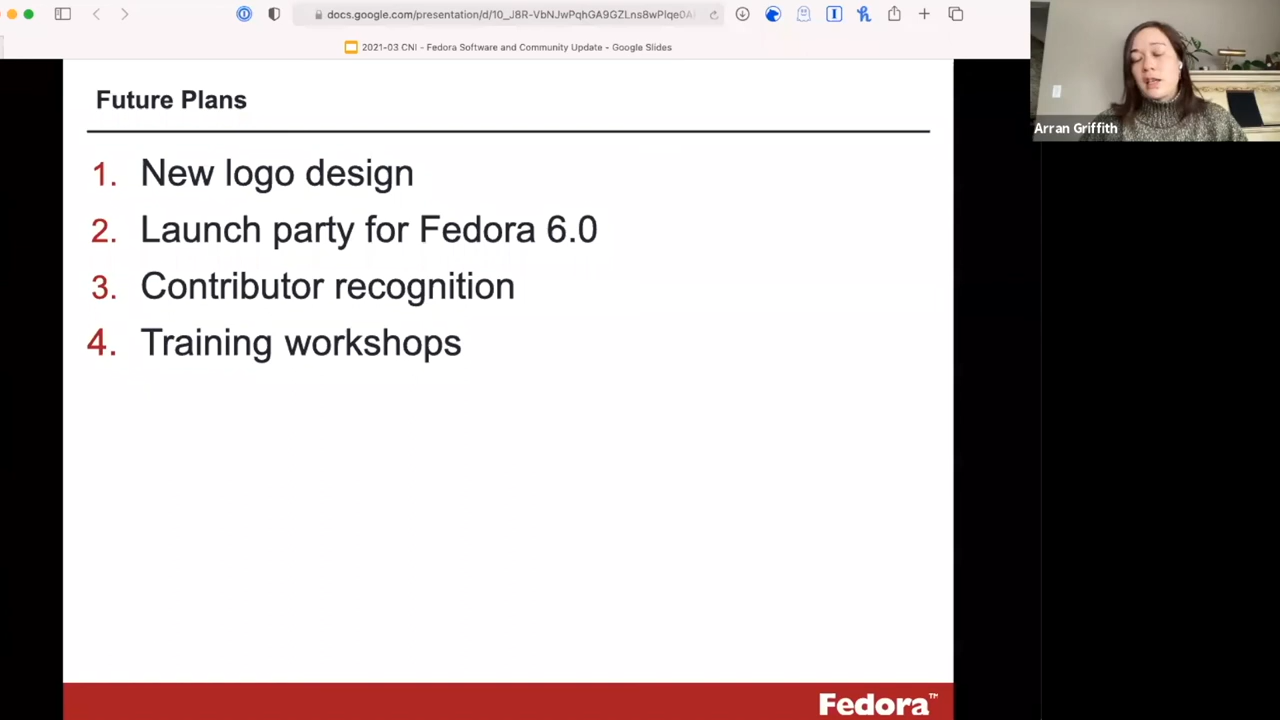 docs.google.com/presentation/d/10_J8R-VbNJwPqhGA9GZLns8wPlqe0A
2021-03 CNI - Fedora Software and Community Update - Google Slides
Arran Griffith
Future Plans
1. New logo design
2. Launch party for Fedora 6.0
3. Contributor recognition
4. Training workshops
Fedora™